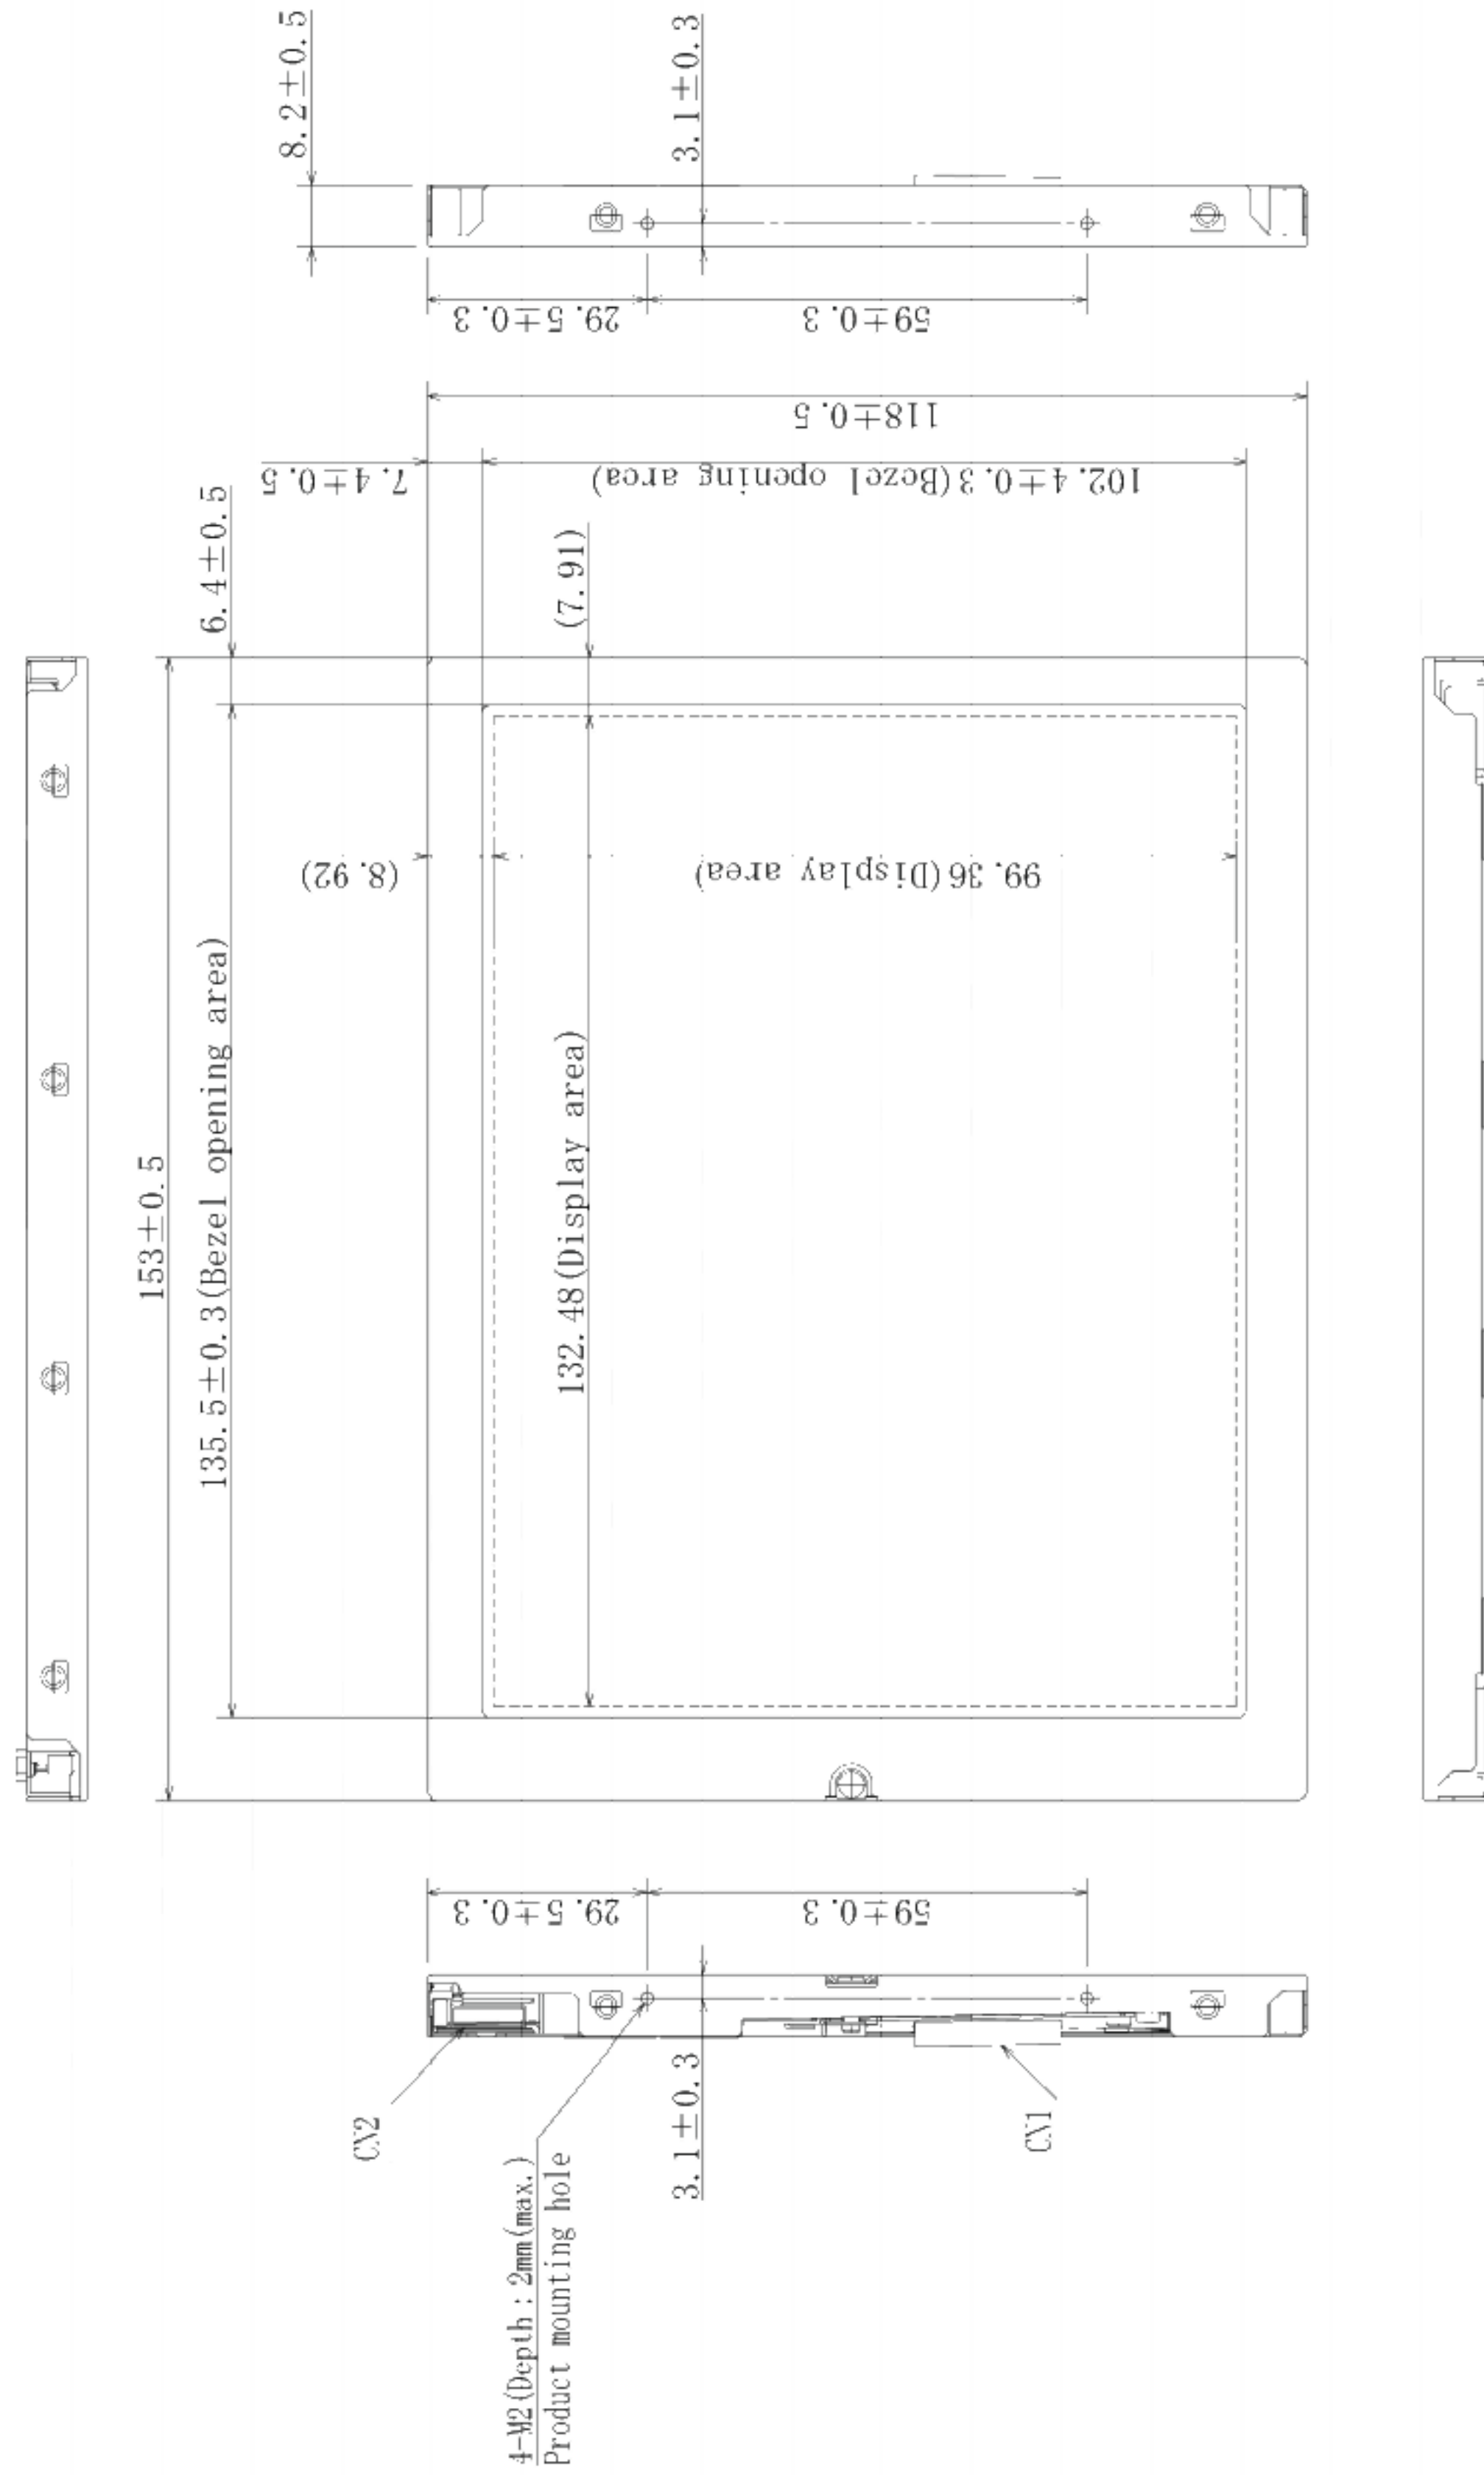 8.2±0.5
3.1±0.3
29.5±0.3
59±0.3
118±0.5
7.4±0.5
102.4±0.3(Bezel opening area)
6.4±0.5
(7.91)
(8.92)
99.36(Display area)
153±0.5
135.5±0.3(Bezel opening area)
132.48(Display area)
29.5±0.3
59±0.3
CN2
3.1±0.3
CN1
4-M2(Depth : 2mm(max.)
Product mounting hole